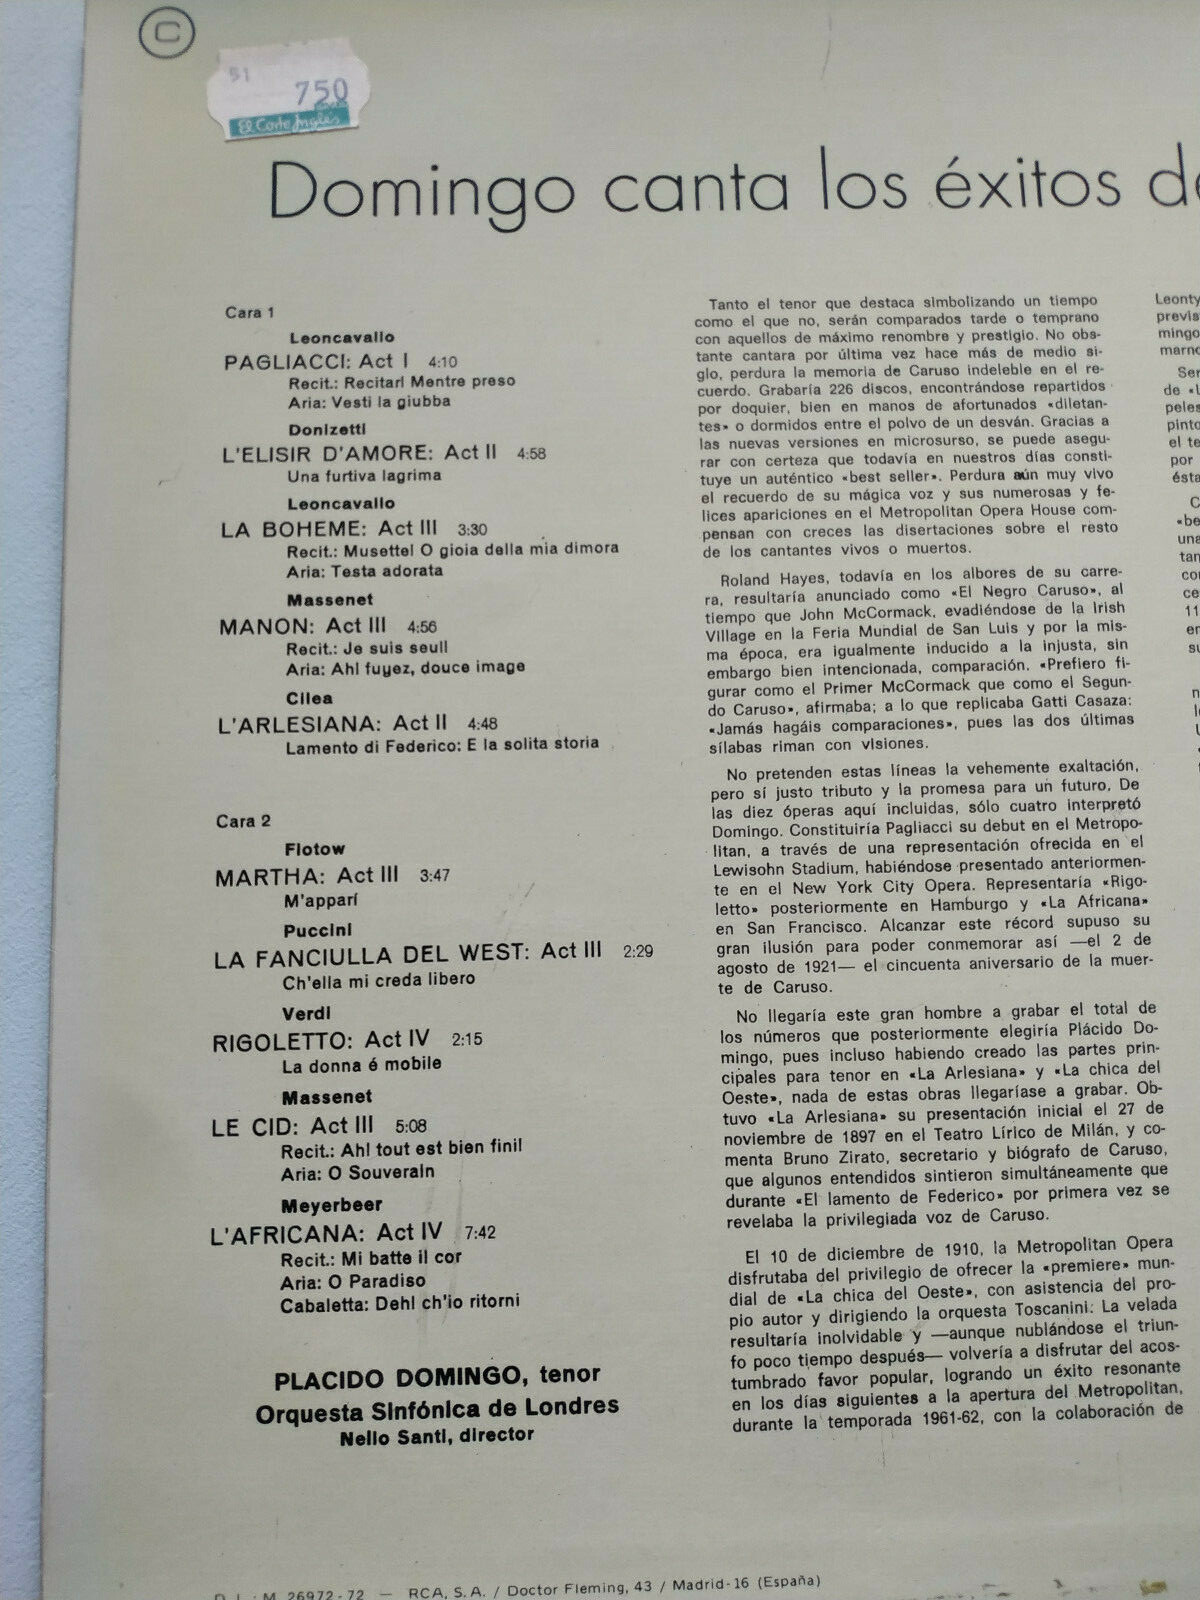 C
51
750
El Corte Inglés
Domingo canta los éxitos de
Cara 1
Leoncavallo
PAGLIACCI: Act I 4:10
Recit.: Recitarl Mentre preso
Aria: Vesti la giubba
Donizetti
L'ELISIR D'AMORE: Act II 4:58
Una furtiva lagrima
Leoncavallo
LA BOHEME: Act III 3:30
Recit.: Musettel O gioia della mia dimora
Aria: Testa adorata
Massenet
MANON: Act III 4:56
Recit.: Je suis seull
Aria: Ahl fuyez, douce image
Cilea
L'ARLESIANA: Act II 4:48
Lamento di Federico: E la solita storia
Cara 2
Flotow
MARTHA: Act III 3:47
M'apparí
Puccini
LA FANCIULLA DEL WEST: Act III 2:29
Ch'ella mi creda libero
Verdi
RIGOLETTO: Act IV 2:15
La donna é mobile
Massenet
LE CID: Act III 5:08
Recit.: Ahl tout est bien finil
Aria: O Souverain
Meyerbeer
L'AFRICANA: Act IV 7:42
Recit.: Mi batte il cor
Aria: O Paradiso
Cabaletta: Dehl ch'io ritorni
PLACIDO DOMINGO, tenor
Orquesta Sinfónica de Londres
Nello Santi, director
Tanto el tenor que destaca simbolizando un tiempo
como el que no, serán comparados tarde o temprano
con aquellos de máximo renombre y prestigio. No obs-
tante cantara por última vez hace más de medio si-
glo, perdura la memoria de Caruso indeleble en el re-
cuerdo. Grabaría 226 discos, encontrándose repartidos
por doquier, bien en manos de afortunados «diletan-
tes» o dormidos entre el polvo de un desván. Gracias a
las nuevas versiones en microsurso, se puede asegu-
rar con certeza que todavía en nuestros días consti-
tuye un auténtico «best seller». Perdura aún muy vivo
el recuerdo de su mágica voz y sus numerosas y fe-
lices apariciones en el Metropolitan Opera House com-
pensan con creces las disertaciones sobre el resto
de los cantantes vivos o muertos.
Roland Hayes, todavía en los albores de su carre-
ra, resultaría anunciado como «El Negro Caruso», al
tiempo que John McCormack, evadiéndose de la Irish
Village en la Feria Mundial de San Luis y por la mis-
ma época, era igualmente inducido a la injusta, sin
embargo bien intencionada, comparación. «Prefiero fi-
gurar como el Primer McCormack que como el Segun-
do Caruso», afirmaba; a lo que replicaba Gatti Casaza:
«Jamás hagáis comparaciones», pues las dos últimas
sílabas riman con visiones.
No pretenden estas líneas la vehemente exaltación,
pero sí justo tributo y la promesa para un futuro. De
las diez óperas aquí incluidas, sólo cuatro interpretó
Domingo. Constituiría Pagliacci su debut en el Metropo-
litan, a través de una representación ofrecida en el
Lewisohn Stadium, habiéndose presentado anteriormen-
te en el New York City Opera. Representaría «Rigo-
letto» posteriormente en Hamburgo y «La Africana»
en San Francisco. Alcanzar este récord supuso su
gran ilusión para poder conmemorar así —el 2 de
agosto de 1921— el cincuenta aniversario de la muer-
te de Caruso.
No llegaría este gran hombre a grabar el total de
los números que posteriormente elegiría Plácido Do-
mingo, pues incluso habiendo creado las partes prin-
cipales para tenor en «La Arlesiana» y «La chica del
Oeste», nada de estas obras llegaríase a grabar. Ob-
tuvo «La Arlesiana» su presentación inicial el 27 de
noviembre de 1897 en el Teatro Lírico de Milán, y co-
menta Bruno Zirato, secretario y biógrafo de Caruso,
que algunos entendidos sintieron simultáneamente que
durante «El lamento de Federico» por primera vez se
revelaba la privilegiada voz de Caruso.
El 10 de diciembre de 1910, la Metropolitan Opera
disfrutaba del privilegio de ofrecer la «premiere» mun-
dial de «La chica del Oeste», con asistencia del pro-
pio autor y dirigiendo la orquesta Toscanini. La velada
resultaría inolvidable y —aunque nublándose el triun-
fo poco tiempo después— volvería a disfrutar del acos-
tumbrado favor popular, logrando un éxito resonante
en los días siguientes a la apertura del Metropolitan,
durante la temporada 1961-62, con la colaboración de
Leonty
previs
mingo
marno
Ser
de «L
peles
pinto
el te
por
ésta
C
«be
una
tan
co
ce
11
en
su
D. L.: M. 26972-72 — RCA, S. A. / Doctor Fleming, 43 / Madrid-16 (España)